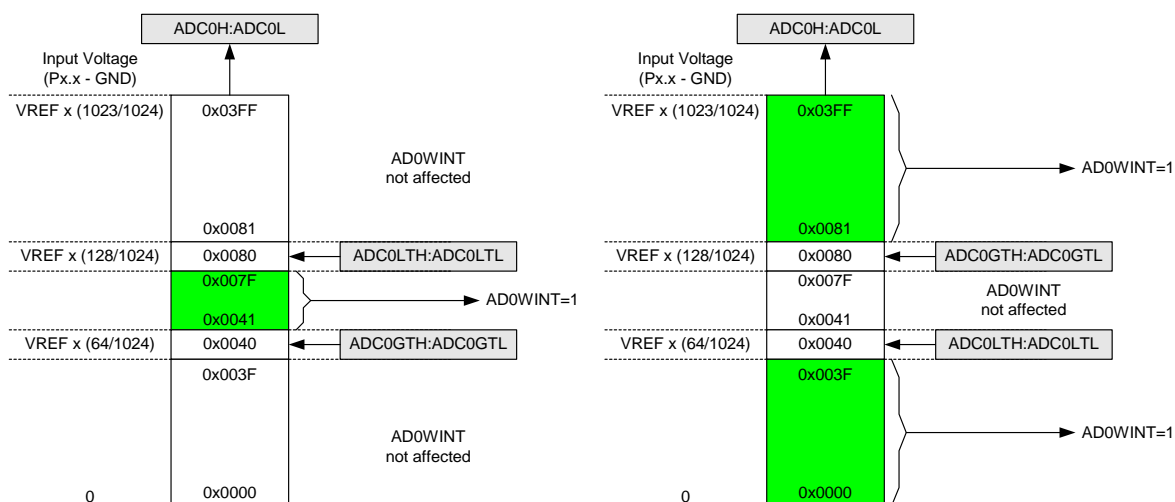 ADC0H:ADC0L
Input Voltage
(Px.x - GND)
VREF x (1023/1024)
0x03FF
AD0WINT
not affected
0x0081
VREF x (128/1024)
0x0080
ADC0LTH:ADC0LTL
0x007F
AD0WINT=1
0x0041
VREF x (64/1024)
0x0040
ADC0GTH:ADC0GTL
0x003F
AD0WINT
not affected
0
0x0000
ADC0H:ADC0L
Input Voltage
(Px.x - GND)
VREF x (1023/1024)
0x03FF
AD0WINT=1
0x0081
VREF x (128/1024)
0x0080
ADC0GTH:ADC0GTL
0x007F
AD0WINT
not affected
0x0041
VREF x (64/1024)
0x0040
ADC0LTH:ADC0LTL
0x003F
AD0WINT=1
0
0x0000